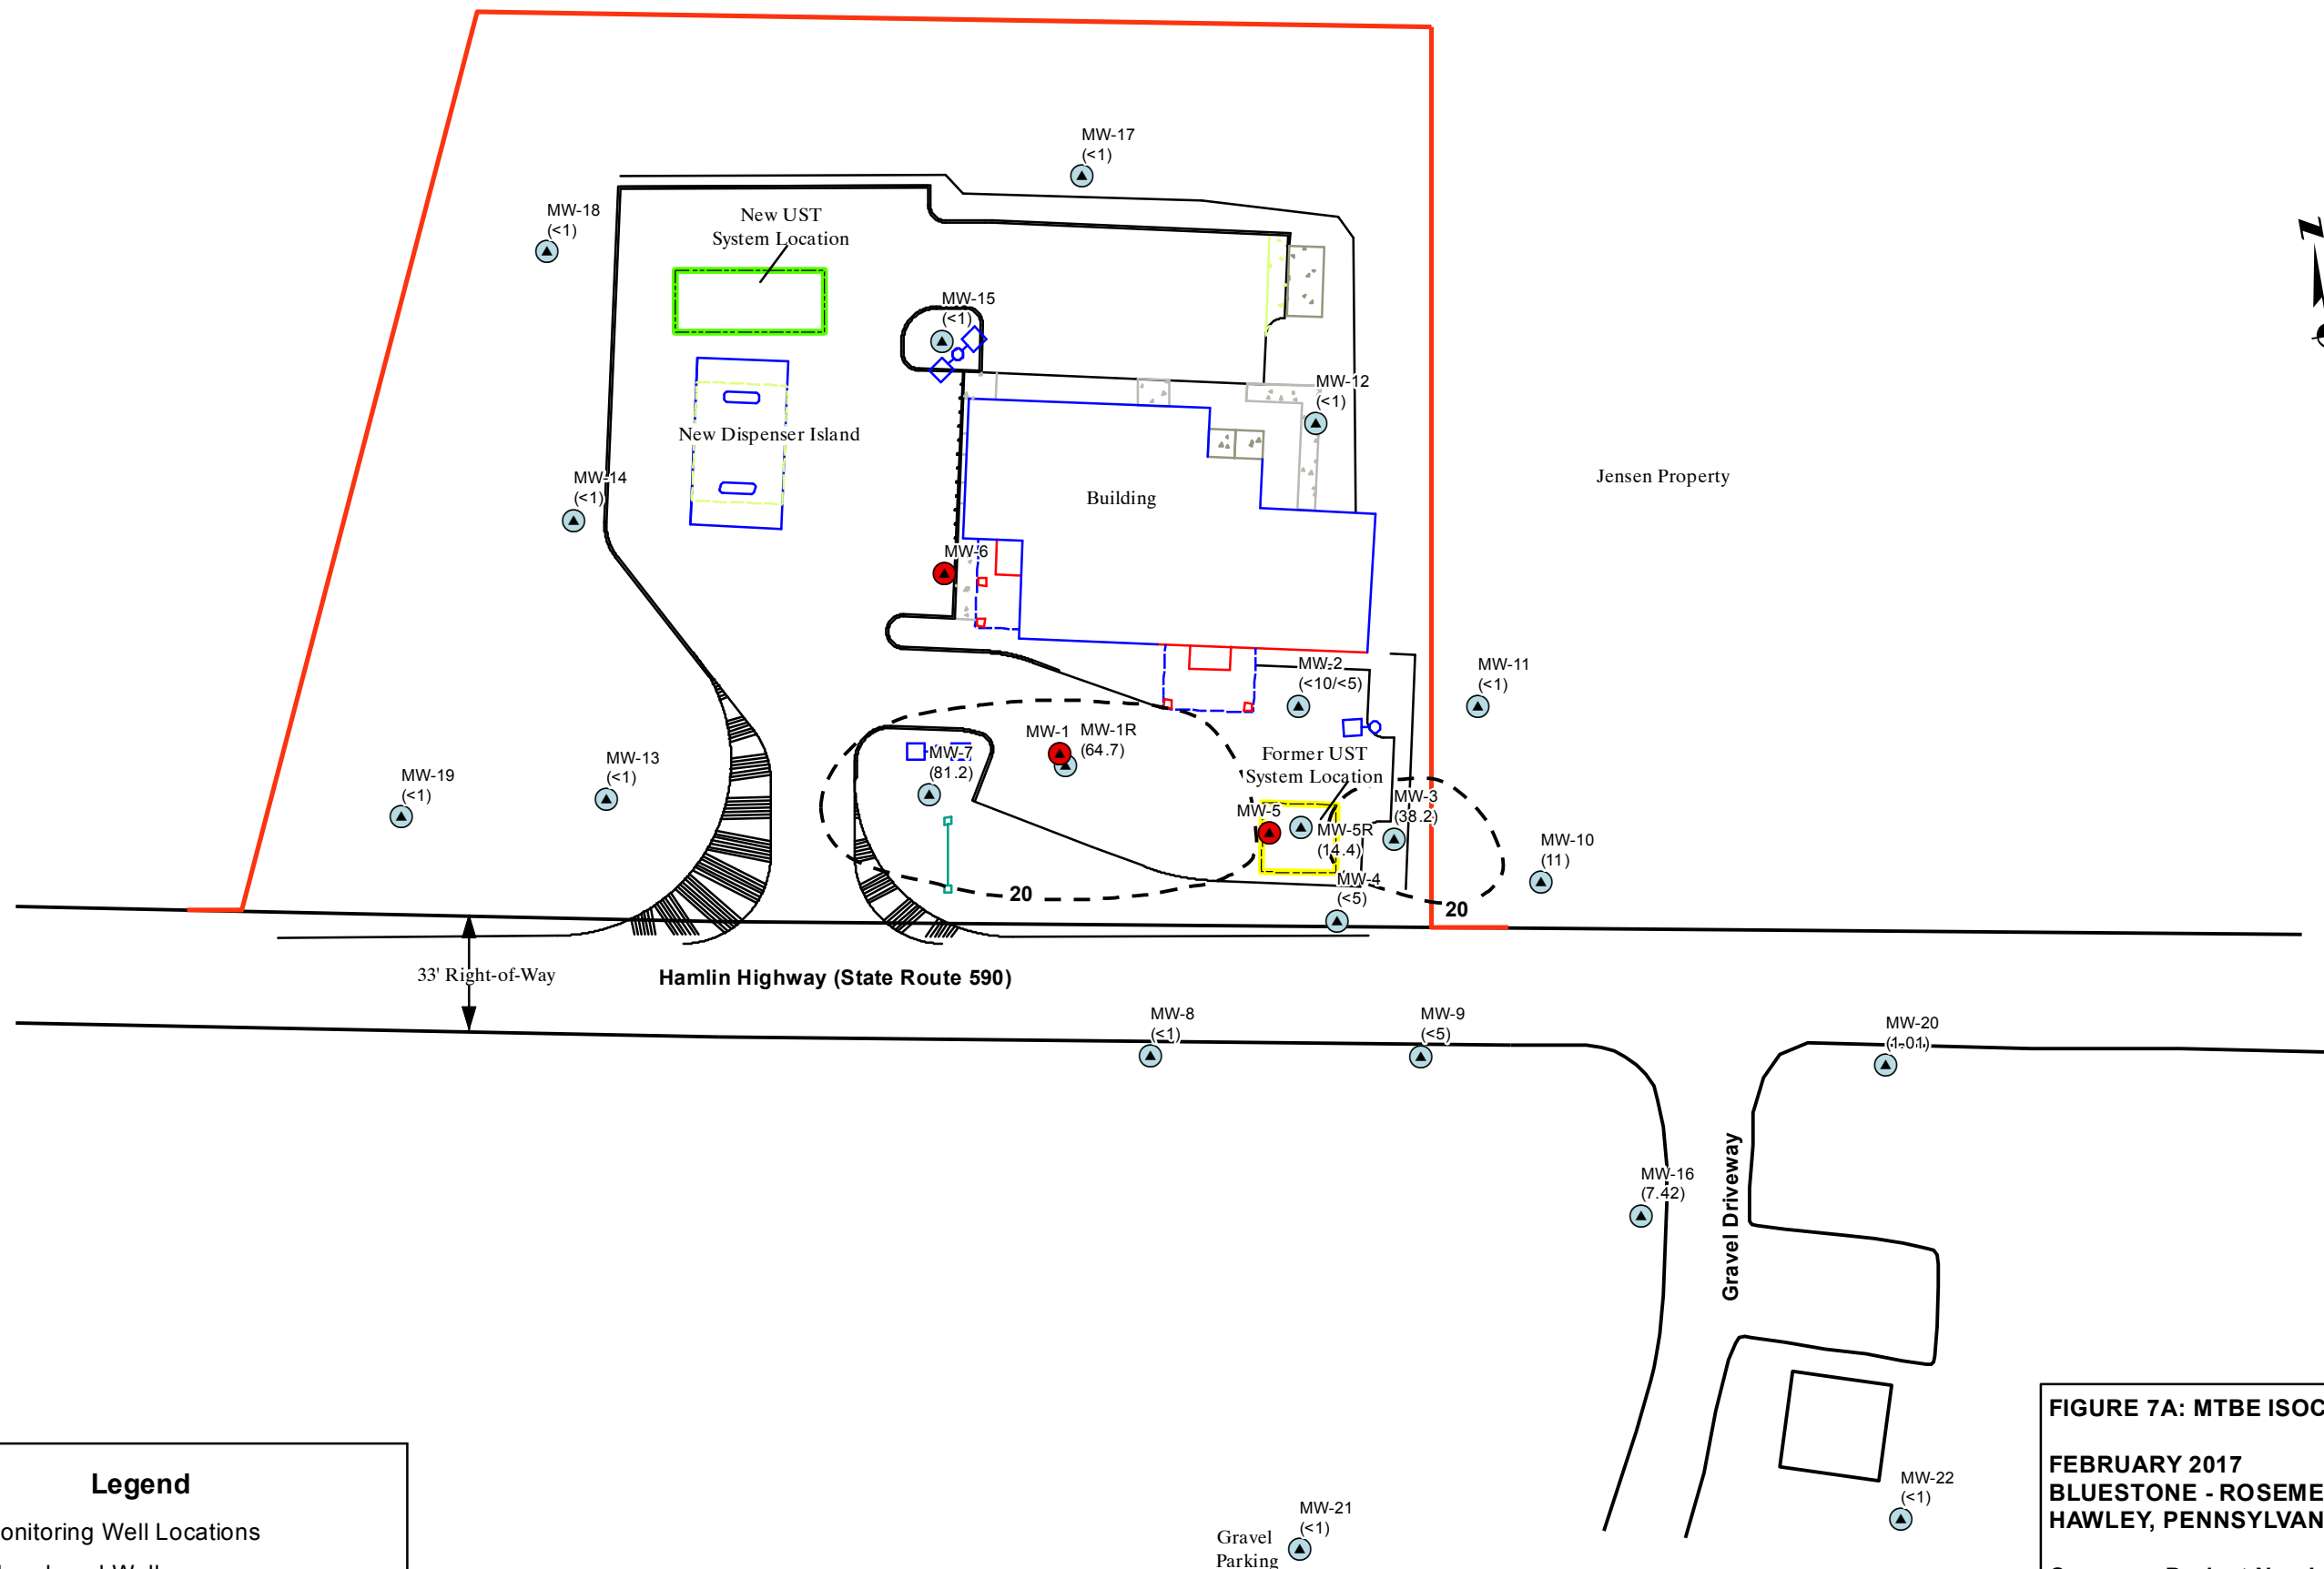 MW-17
(<1)
MW-18
(<1)
New UST
System Location
MW-15
(<1)
MW-12
(<1)
New Dispenser Island
MW-14
(<1)
Building
Jensen Property
MW-6
MW-2
(<10/<5)
MW-11
(<1)
MW-1
MW-1R
(64.7)
MW-7
(81.2)
Former UST
System Location
MW-13
(<1)
MW-19
(<1)
MW-3
(38.2)
MW-5
MW-5R
(14.4)
MW-10
(11)
MW-4
(<5)
20
20
33' Right-of-Way
Hamlin Highway (State Route 590)
MW-8
(<1)
MW-9
(<5)
MW-20
(1.01)
Gravel Driveway
MW-16
(7.42)
FIGURE 7A: MTBE ISOC
FEBRUARY 2017
BLUESTONE - ROSEME
HAWLEY, PENNSYLVAN
Legend
onitoring Well Locations
MW-22
(<1)
MW-21
(<1)
Gravel
Parking